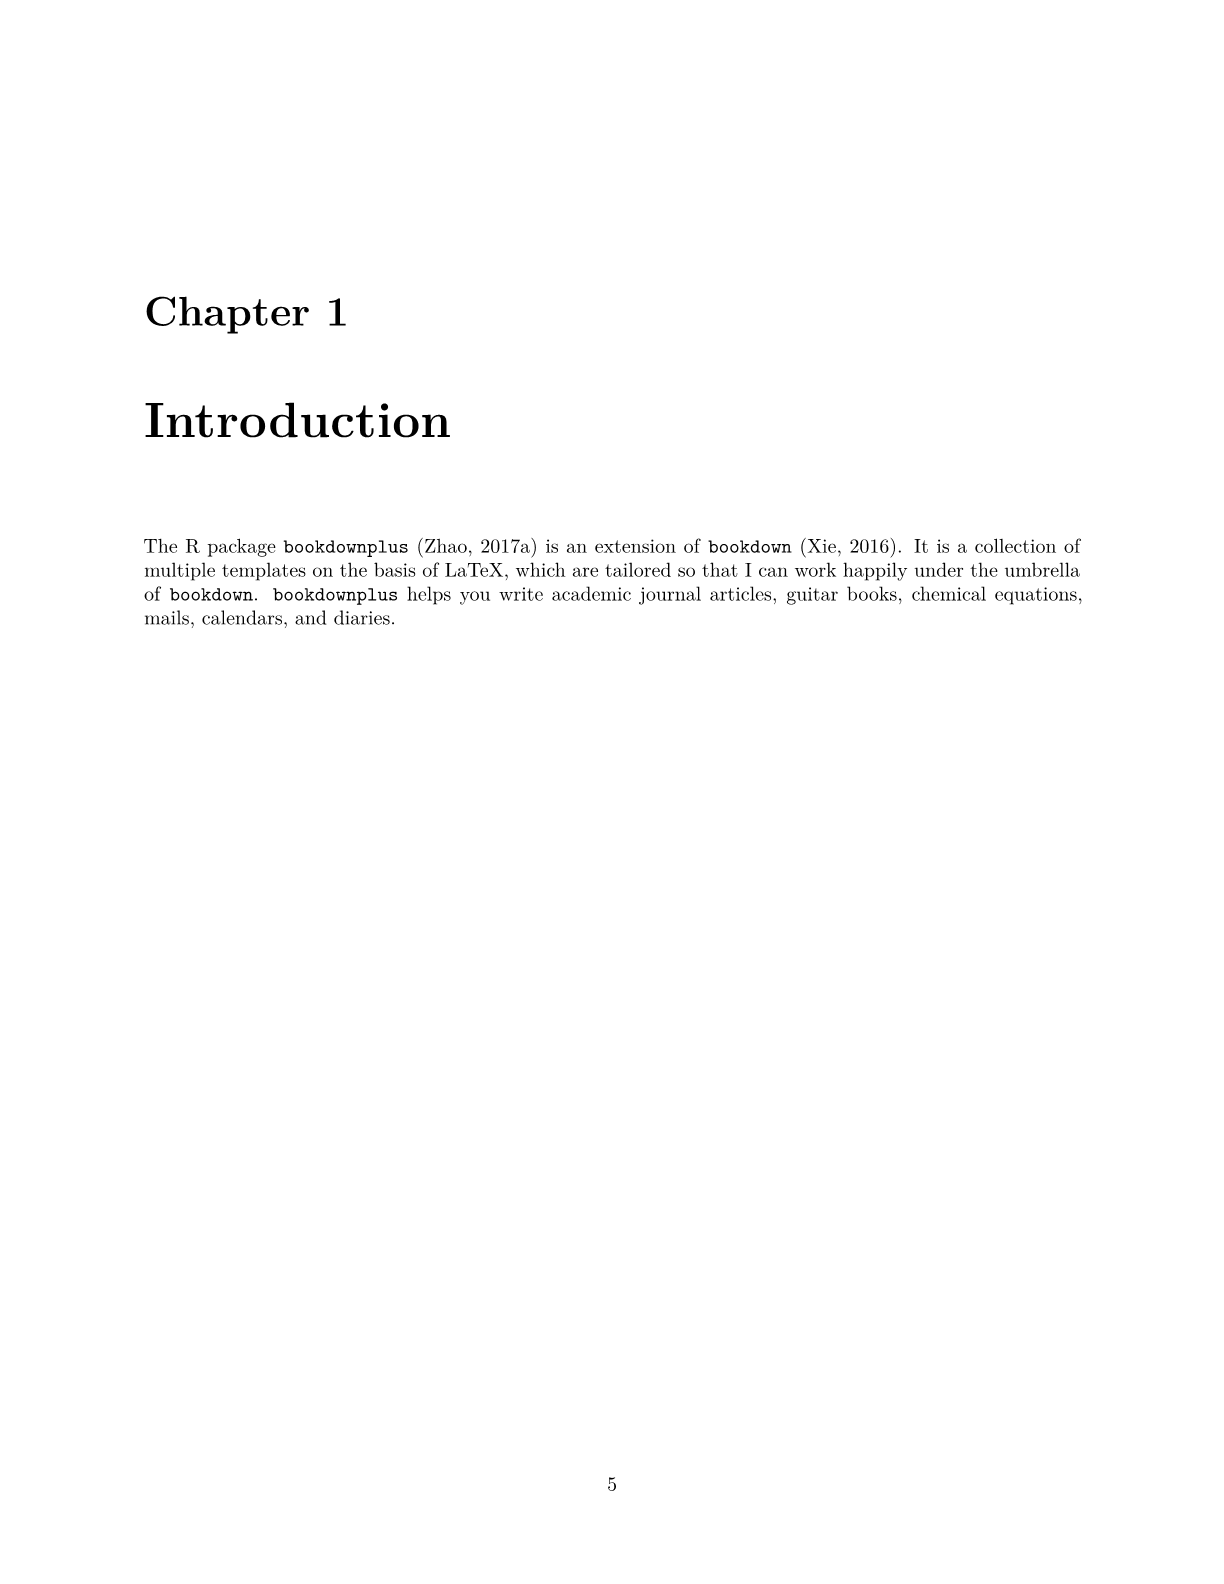 Chapter 1
Introduction
The R package bookdownplus (Zhao, 2017a) is an extension of bookdown (Xie, 2016). It is a collection of
multiple templates on the basis of LaTeX, which are tailored so that I can work happily under the umbrella
of bookdown. bookdownplus helps you write academic journal articles, guitar books, chemical equations,
mails, calendars, and diaries.
5